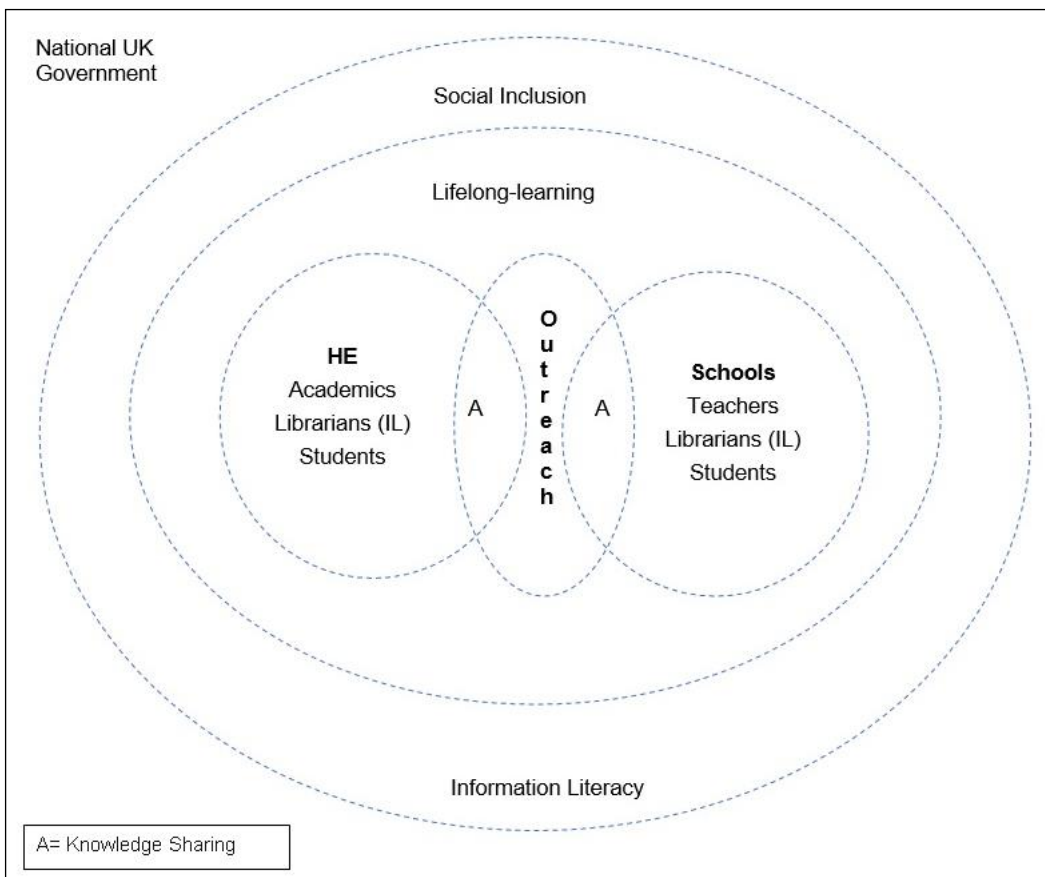 National UK
Government
Social Inclusion
Lifelong-learning
HE
Academics
Librarians (IL)
Students
A
Outreach
A
Schools
Teachers
Librarians (IL)
Students
Information Literacy
A= Knowledge Sharing